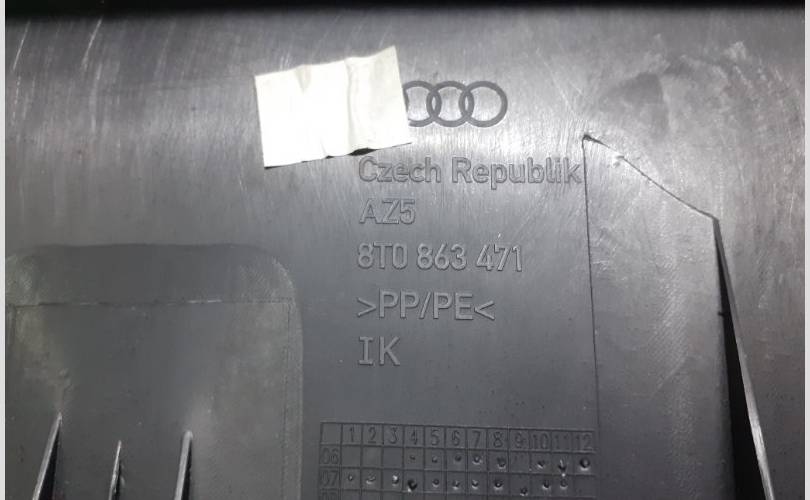 Czech Republik
AZ5
8T0 863 471
>PP/PE<
IK
1 2 3 4 5 6 7 8 9 10 11 12
06
07